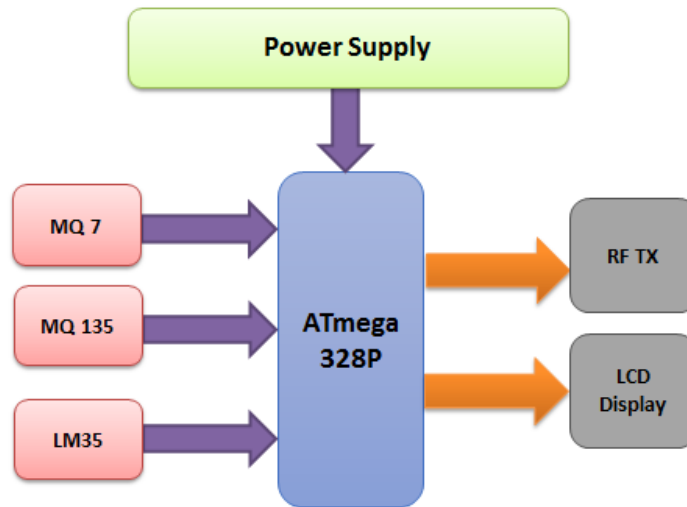 Power Supply
MQ 7
MQ 135
LM35
ATmega
328P
RF TX
LCD
Display